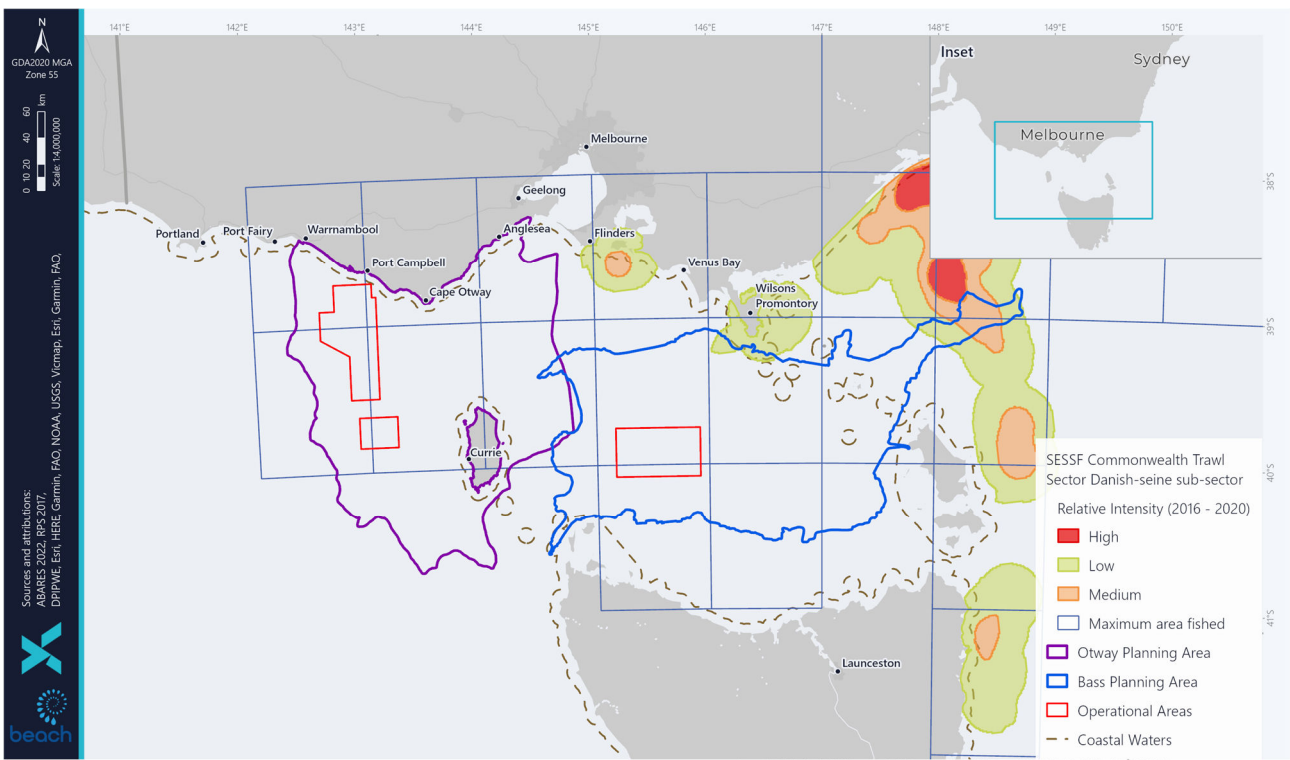 141°E
142°E
143°E
144°E
145°E
146°E
147°E
148°E
149°E
150°E
N
GDA2020 MGA
Zone 55
0 10 20 40 60
km
Scale: 1:4,000,000
Sources and attributions:
ABARES 2022, RPS 2017,
DPIPWE, Esri, HERE, Garmin, FAO, NOAA, USGS, Vicmap, Esri, Garmin, FAO,
beach
Inset
Sydney
Melbourne
Melbourne
Geelong
Portland
Port Fairy
Warrnambool
Anglesea
Flinders
Port Campbell
Venus Bay
Cape Otway
Wilsons
Promontory
Currie
Launceston
38°S
39°S
40°S
41°S
SESSF Commonwealth Trawl
Sector Danish-seine sub-sector
Relative Intensity (2016 - 2020)
High
Low
Medium
Maximum area fished
Otway Planning Area
Bass Planning Area
Operational Areas
Coastal Waters